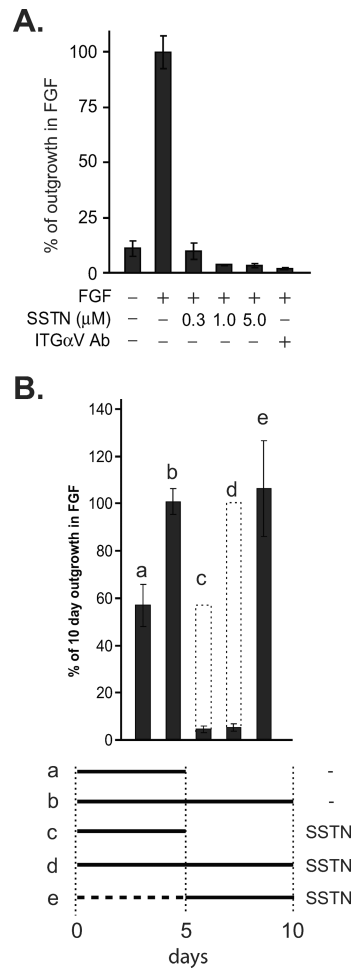 A.
% of outgrowth in FGF
100
75
50
25
0
FGF – + + + + +
SSTN (μM) – – 0.3 1.0 5.0 –
ITGαV Ab – – – – – +
B.
% of 10 day outgrowth in FGF
140
120
100
80
60
40
20
0
a b c d e
a -
b -
c SSTN
d SSTN
e SSTN
0 5 10
days